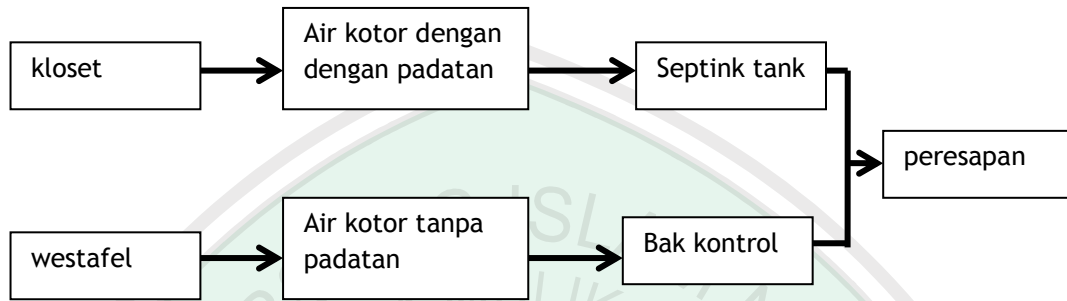 kloset
Air kotor dengan
dengan padatan
Septink tank
peresapan
westafel
Air kotor tanpa
padatan
Bak kontrol